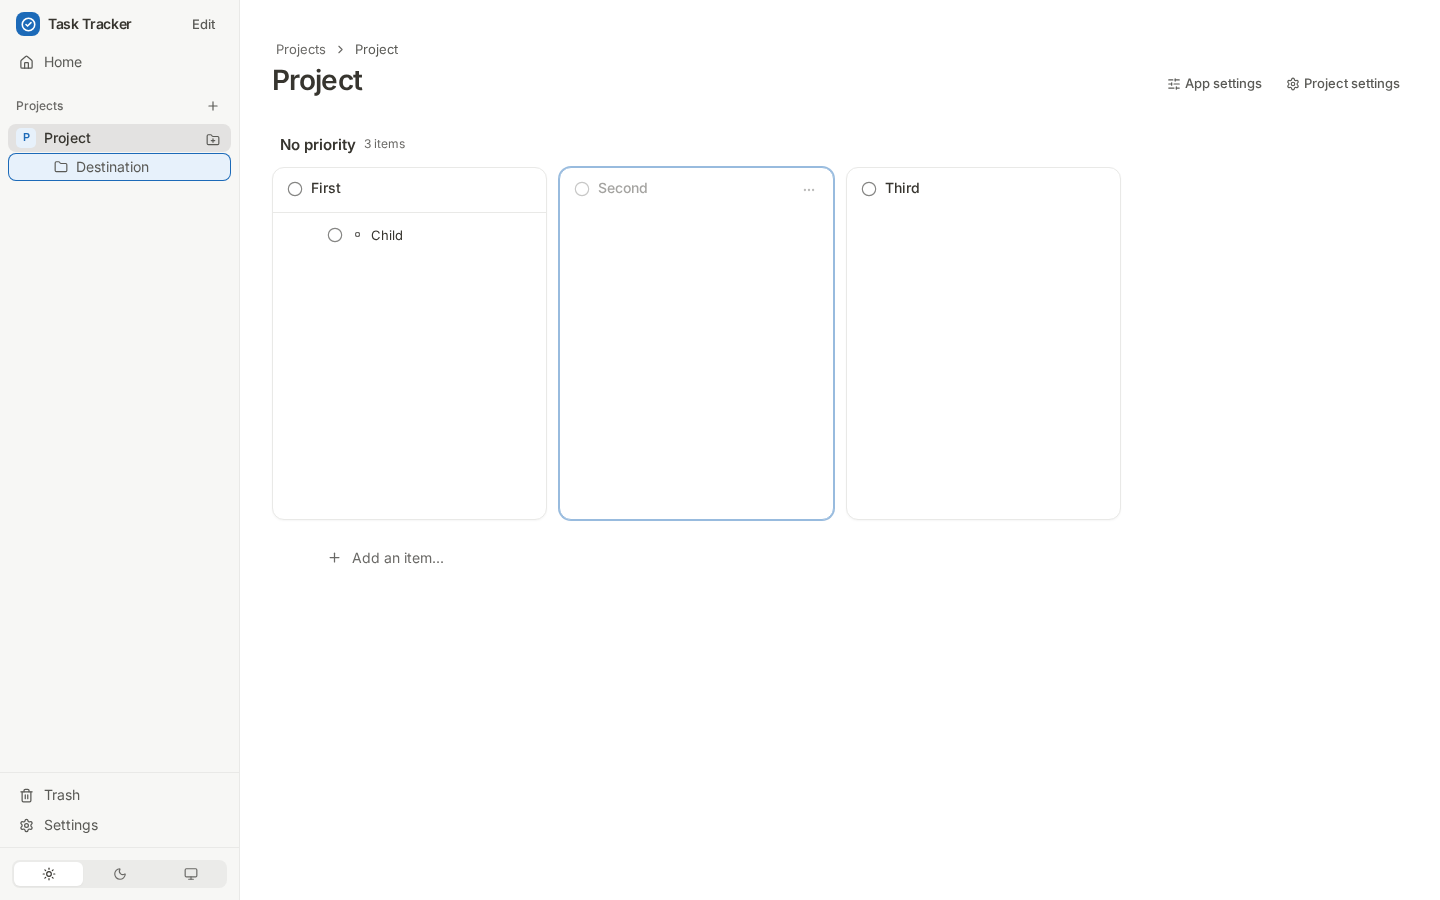 Task Tracker
Edit
Home
Projects
P
Project
Destination
Trash
Settings
Projects
Project
Project
App settings
Project settings
No priority 3 items
First
Second
Third
Child
Add an item...